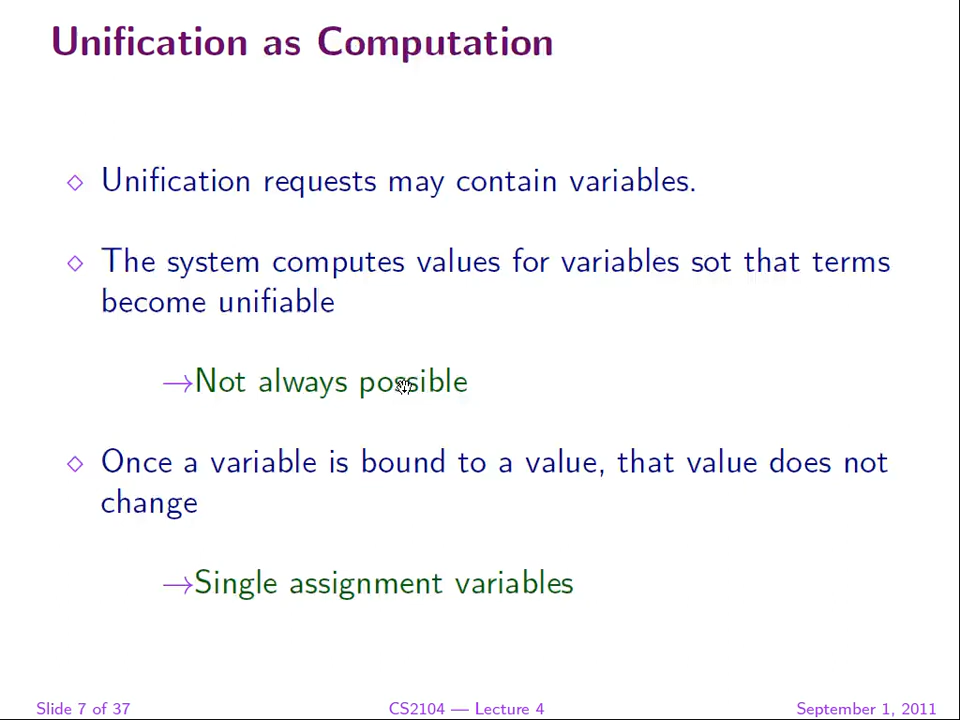 Unification as Computation
◇ Unification requests may contain variables.
◇ The system computes values for variables sot that terms
become unifiable
→Not always possible
◇ Once a variable is bound to a value, that value does not
change
→Single assignment variables
Slide 7 of 37 CS2104 — Lecture 4 September 1, 2011